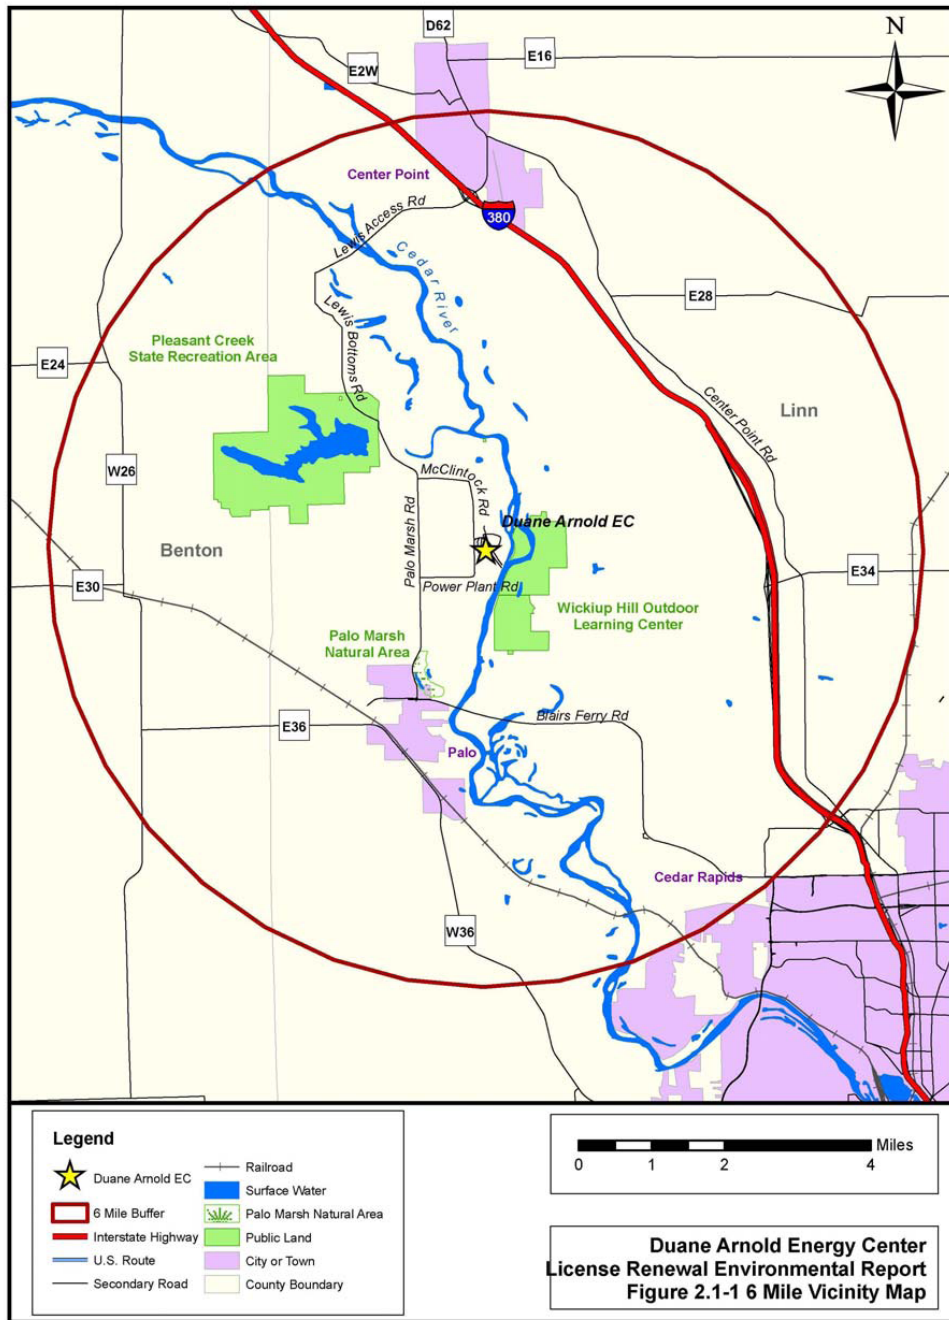 D62
N
E16
E2W
Center Point
380
Lewis Access Rd
Cedar River
E28
Lewis Bottoms Rd
Pleasant Creek
State Recreation Area
E24
Center Point Rd
Linn
W26
McClintock Rd
Palo Marsh Rd
Duane Arnold EC
Benton
E34
E30
Power Plant Rd
Wickiup Hill Outdoor
Learning Center
Palo Marsh
Natural Area
E36
Blairs Ferry Rd
Palo
Cedar Rapids
W36
Legend
Duane Arnold EC
6 Mile Buffer
Interstate Highway
U.S. Route
Secondary Road
Railroad
Surface Water
Palo Marsh Natural Area
Public Land
City or Town
County Boundary
Miles
0 1 2 4
Duane Arnold Energy Center
License Renewal Environmental Report
Figure 2.1-1 6 Mile Vicinity Map